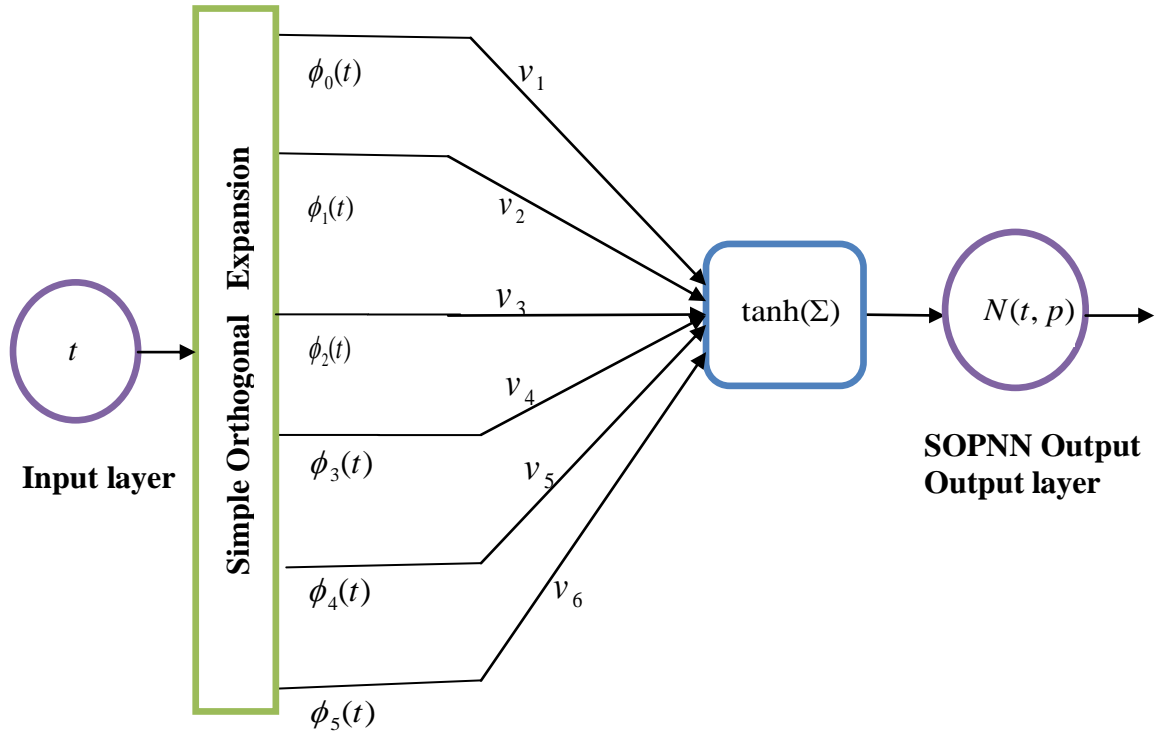 t
Input layer
Simple Orthogonal Expansion
ϕ₀(t)
ϕ₁(t)
ϕ₂(t)
ϕ₃(t)
ϕ₄(t)
ϕ₅(t)
v₁
v₂
v₃
v₄
v₅
v₆
tanh(Σ)
N(t, p)
SOPNN Output
Output layer